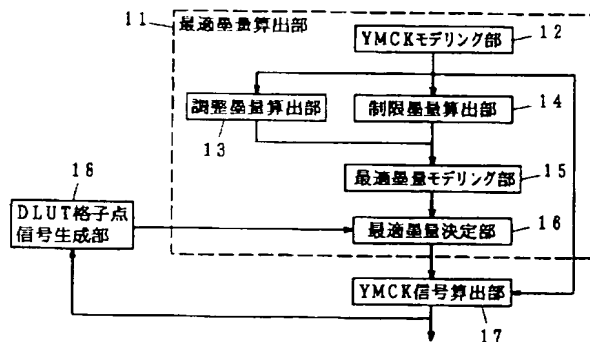 11
最適墨量算出部
YMCKモデリング部
12
調整墨量算出部
13
制限墨量算出部
14
最適墨量モデリング部
15
18
DLUT格子点
信号生成部
最適墨量決定部
16
YMCK信号算出部
17